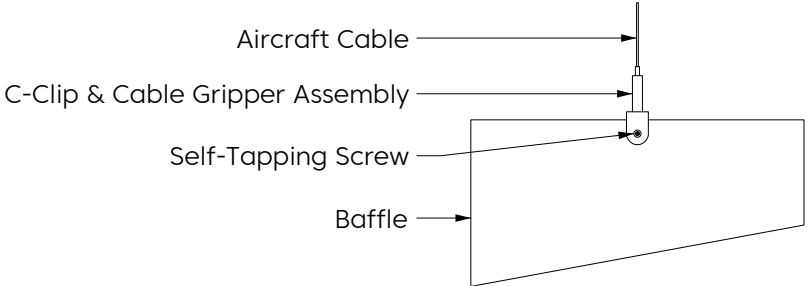 Aircraft Cable
C-Clip & Cable Gripper Assembly
Self-Tapping Screw
Baffle